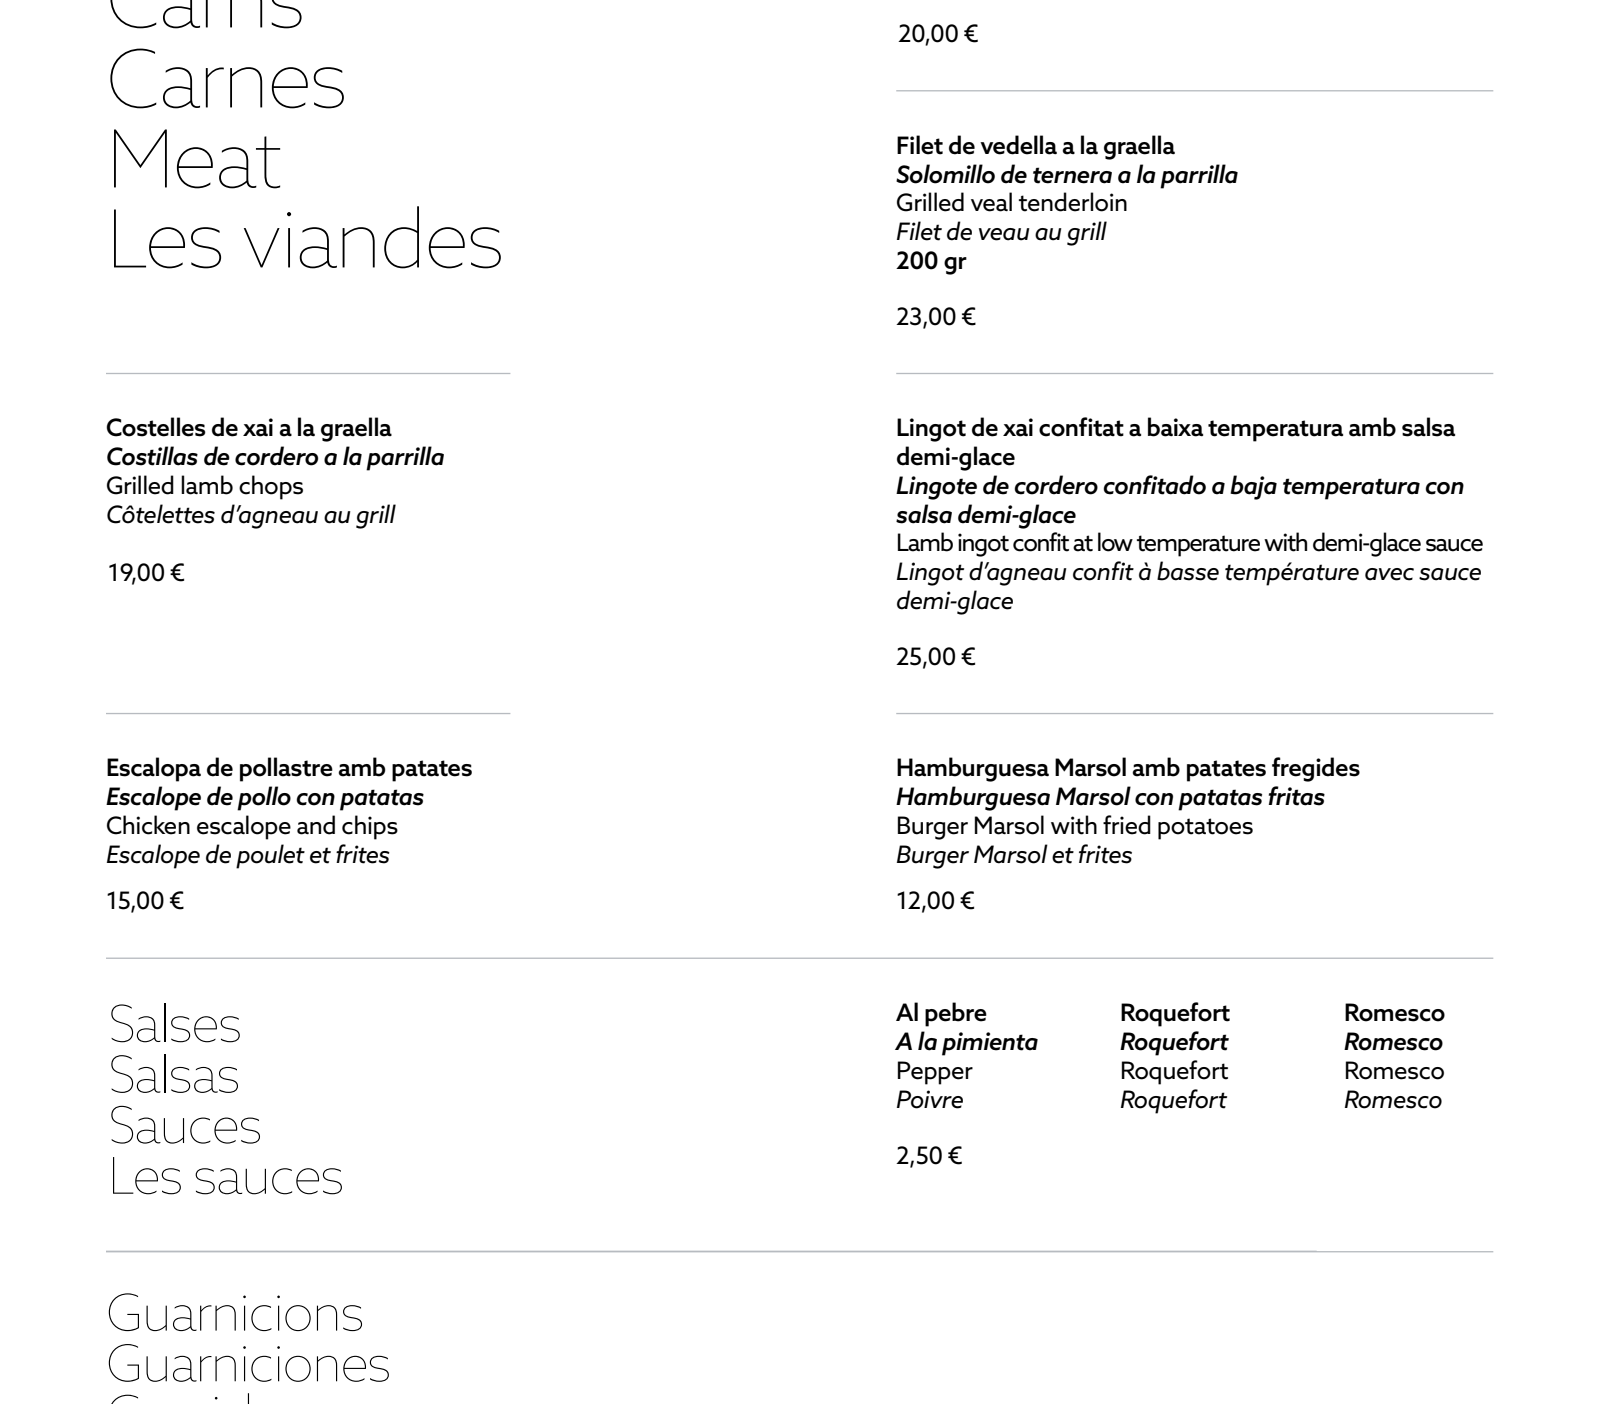 Carns
Carnes
Meat
Les viandes
20,00 €
Filet de vedella a la graella
Solomillo de ternera a la parrilla
Grilled veal tenderloin
Filet de veau au grill
200 gr
23,00 €
Costelles de xai a la graella
Costillas de cordero a la parrilla
Grilled lamb chops
Côtelettes d’agneau au grill
19,00 €
Lingot de xai confitat a baixa temperatura amb salsa
demi-glace
Lingote de cordero confitado a baja temperatura con
salsa demi-glace
Lamb ingot confit at low temperature with demi-glace sauce
Lingot d’agneau confit à basse température avec sauce
demi-glace
25,00 €
Escalopa de pollastre amb patates
Escalope de pollo con patatas
Chicken escalope and chips
Escalope de poulet et frites
15,00 €
Hamburguesa Marsol amb patates fregides
Hamburguesa Marsol con patatas fritas
Burger Marsol with fried potatoes
Burger Marsol et frites
12,00 €
Salses
Salsas
Sauces
Les sauces
Al pebre
A la pimienta
Pepper
Poivre
2,50 €
Roquefort
Roquefort
Roquefort
Roquefort
Romesco
Romesco
Romesco
Romesco
Guarnicions
Guarniciones